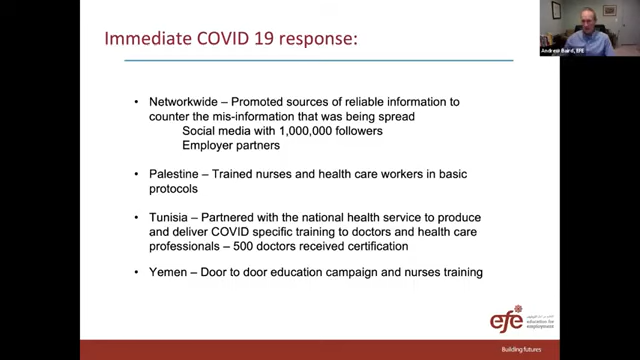 Immediate COVID 19 response:
Andrew Baird, EFE
• Networkwide – Promoted sources of reliable information to
counter the mis-information that was being spread
Social media with 1,000,000 followers
Employer partners
• Palestine – Trained nurses and health care workers in basic
protocols
• Tunisia – Partnered with the national health service to produce
and deliver COVID specific training to doctors and health care
professionals – 500 doctors received certification
• Yemen – Door to door education campaign and nurses training
efe
education for
employment
Building futures